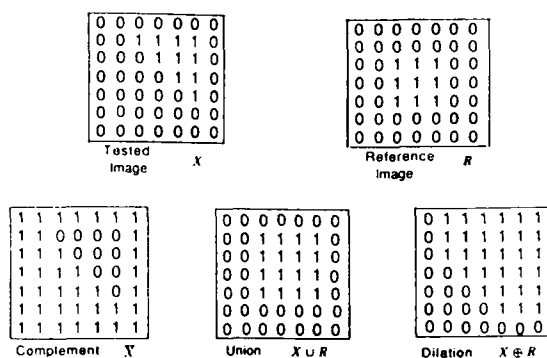 0 0 0 0 0 0 0
0 0 1 1 1 1 0
0 0 0 1 1 1 0
0 0 0 0 1 1 0
0 0 0 0 0 1 0
0 0 0 0 0 0 0
0 0 0 0 0 0 0
Tested
Image X
0 0 0 0 0 0 0
0 0 0 0 0 0 0
0 0 1 1 1 0 0
0 0 1 1 1 0 0
0 0 1 1 1 0 0
0 0 0 0 0 0 0
0 0 0 0 0 0 0
Reference R
Image
1 1 1 1 1 1 1
1 1 0 0 0 0 1
1 1 1 0 0 0 1
1 1 1 1 0 0 1
1 1 1 1 1 0 1
1 1 1 1 1 1 1
1 1 1 1 1 1 1
Complement X̅
0 0 0 0 0 0 0
0 0 1 1 1 1 0
0 0 1 1 1 1 0
0 0 1 1 1 1 0
0 0 1 1 1 1 0
0 0 0 0 0 0 0
0 0 0 0 0 0 0
Union X ∪ R
0 1 1 1 1 1 1
0 1 1 1 1 1 1
0 1 1 1 1 1 1
0 0 1 1 1 1 1
0 0 0 1 1 1 1
0 0 0 0 1 1 1
0 0 0 0 0 0 0
Dilation X ⊕ R